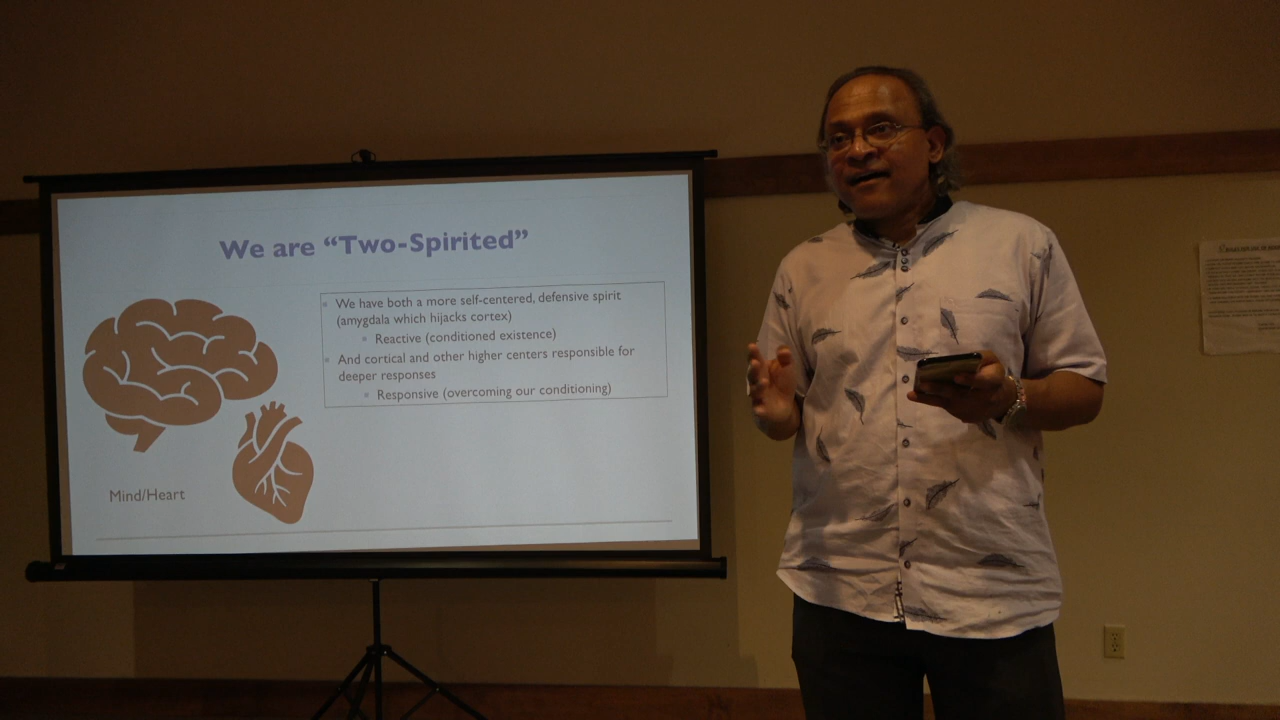 We are “Two-Spirited”
We have both a more self-centered, defensive spirit
(amygdala which hijacks cortex)
Reactive (conditioned existence)
And cortical and other higher centers responsible for
deeper responses
Responsive (overcoming our conditioning)
Mind/Heart